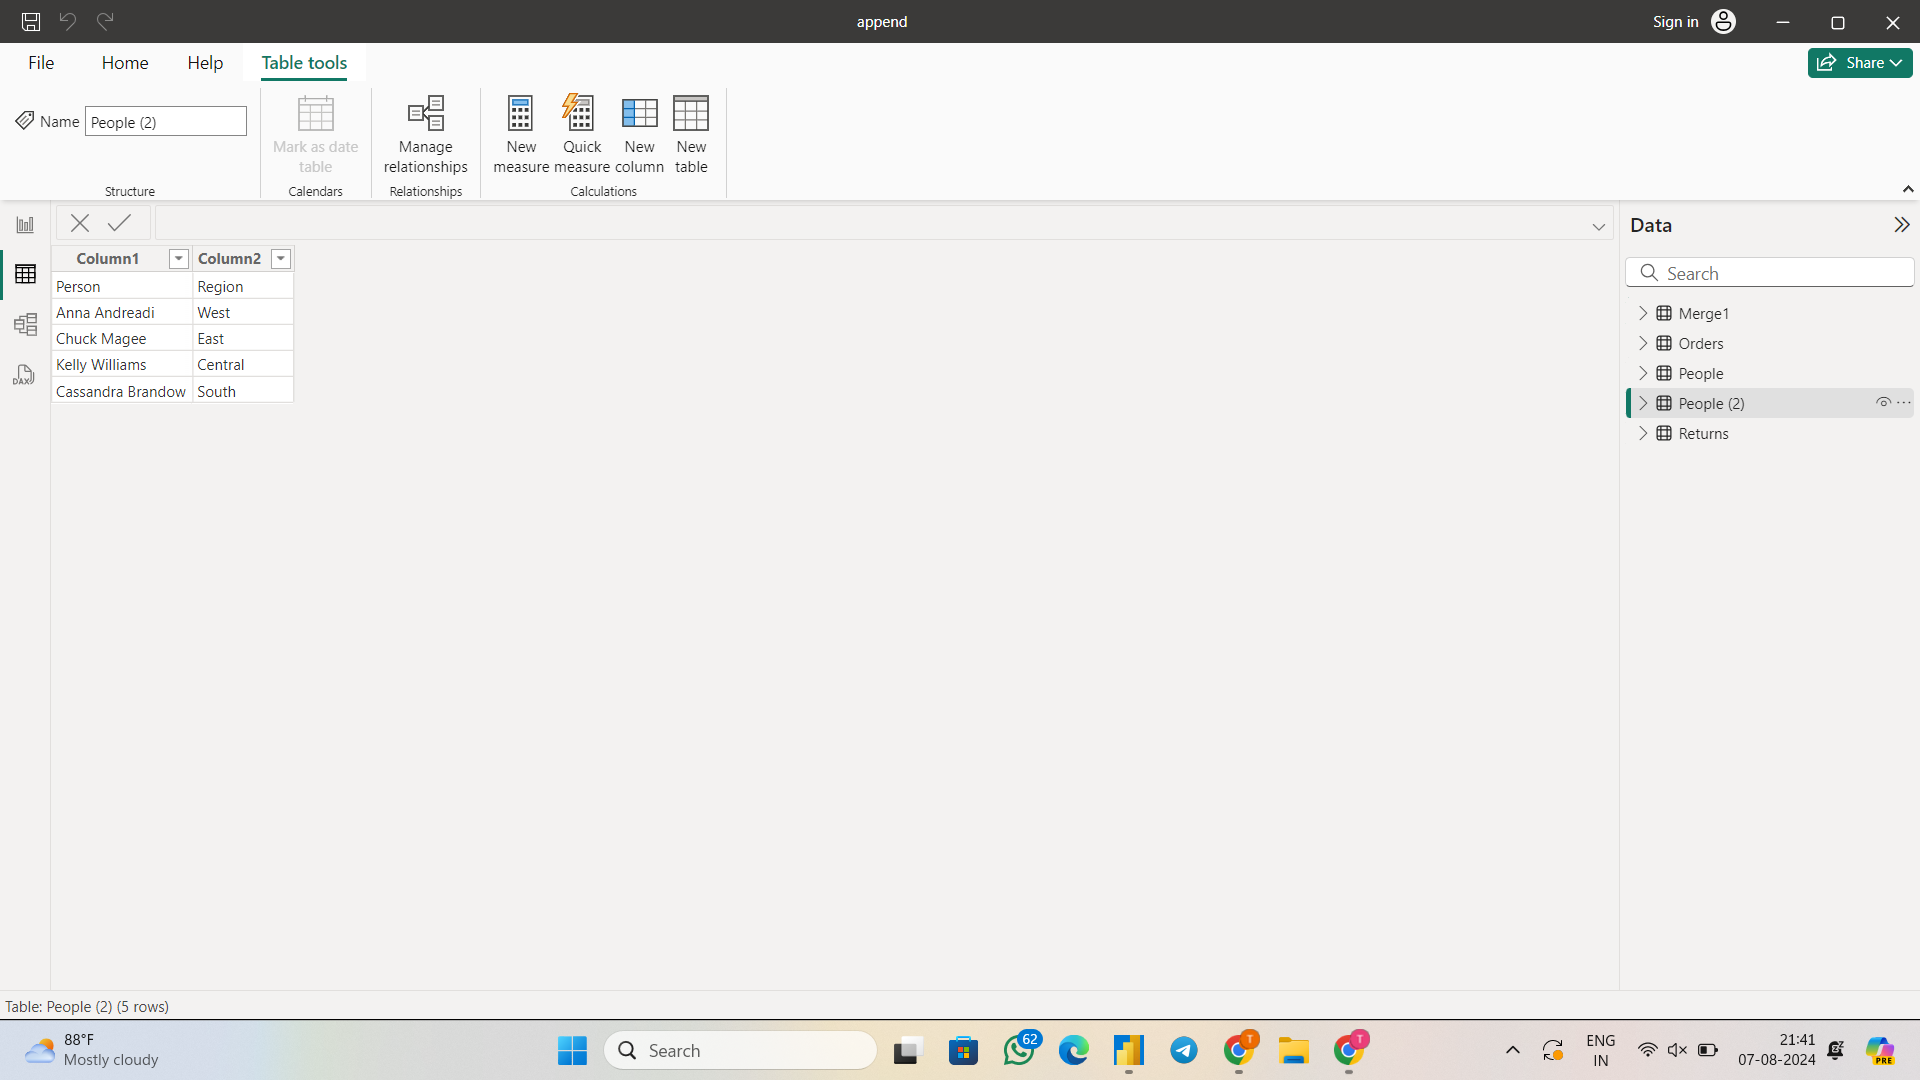 append
Sign in
File Home Help Table tools
Share
Name People (2)
Mark as date table
Manage relationships
New measure
Quick measure
New column
New table
Structure Calendars Relationships Calculations
Column1 Column2
Person Region
Anna Andreadi West
Chuck Magee East
Kelly Williams Central
Cassandra Brandow South
Data
Search
Merge1
Orders
People
People (2)
Returns
DAX
Table: People (2) (5 rows)
88°F
Mostly cloudy
Search
62
T
T
ENG
IN
21:41
07-08-2024
PRE